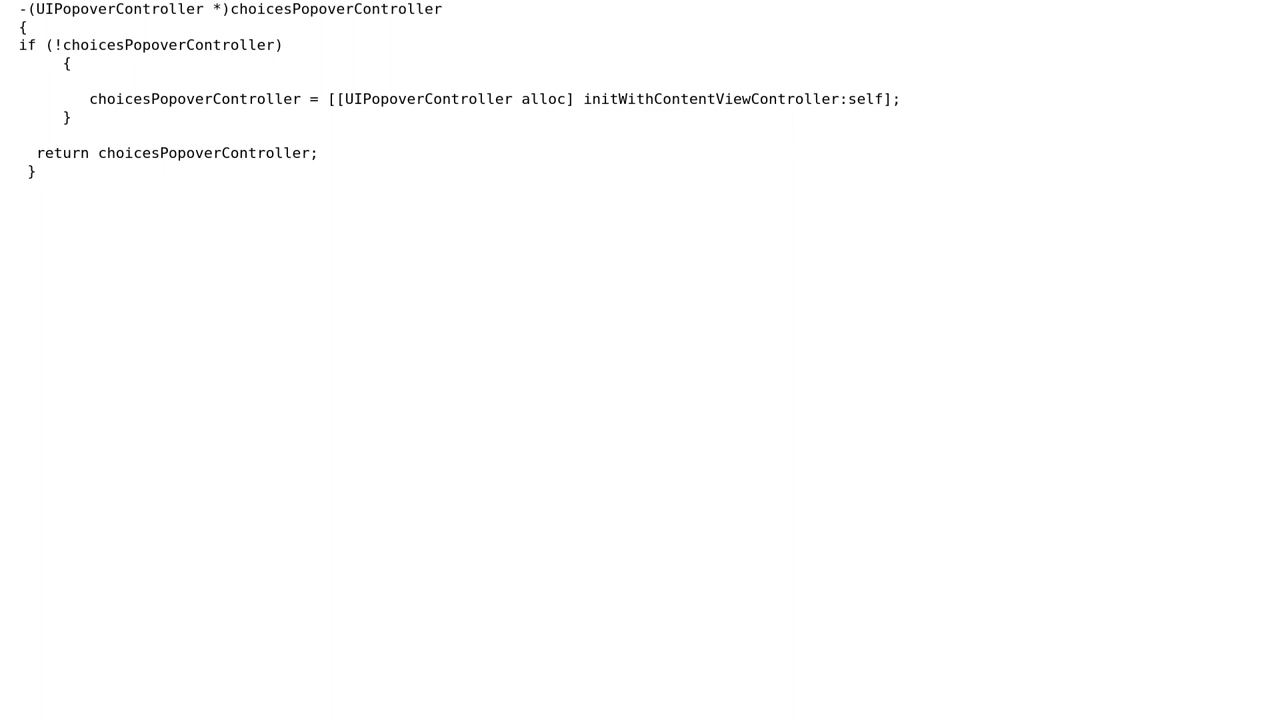 -(UIPopoverController *)choicesPopoverController
{
if (!choicesPopoverController)
{
choicesPopoverController = [[UIPopoverController alloc] initWithContentViewController:self];
}
return choicesPopoverController;
}